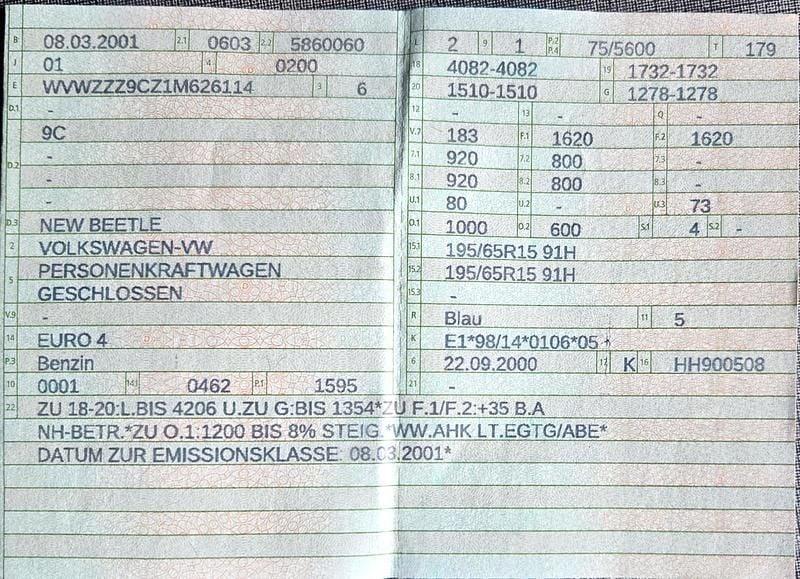 B 08.03.2001 2.1 0603 2.2 5860060
J 01 4 0200
E WVWZZZ9CZ1M626114 3 6
D.1 -
9C
D.2 -
-
-
D.3 NEW BEETLE
2 VOLKSWAGEN-VW
5 PERSONENKRAFTWAGEN
GESCHLOSSEN
V.9 -
14 EURO 4
P.3 Benzin
10 0001 14.1 0462 P.1 1595
L 2 9 1 P.2 P.4 75/5600 T 179
18 4082-4082 19 1732-1732
20 1510-1510 G 1278-1278
12 - 13 - Q -
V.7 183 F.1 1620 F.2 1620
7.1 920 7.2 800 7.3 -
8.1 920 8.2 800 8.3 -
U.1 80 U.2 - U.3 73
O.1 1000 O.2 600 S.1 4 S.2 -
15.1 195/65R15 91H
15.2 195/65R15 91H
15.3 -
R Blau 11 5
K E1*98/14*0106*05*
6 22.09.2000 17 K 16 HH900508
21 -
22 ZU 18-20:L.BIS 4206 U.ZU G:BIS 1354*ZU F.1/F.2:+35 B.A
NH-BETR.*ZU O.1:1200 BIS 8% STEIG.*WW.AHK LT.EGTG/ABE*
DATUM ZUR EMISSIONSKLASSE: 08.03.2001*